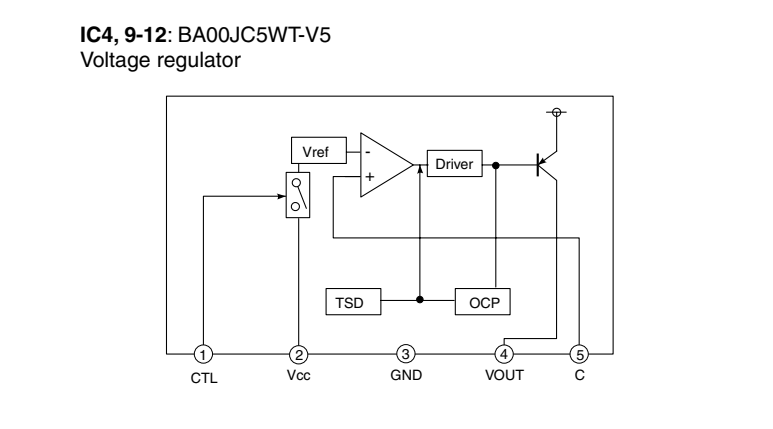 IC4, 9-12: BA00JC5WT-V5
Voltage regulator
Vref
-
+
Driver
TSD
OCP
1
2
3
4
5
CTL
Vcc
GND
VOUT
C